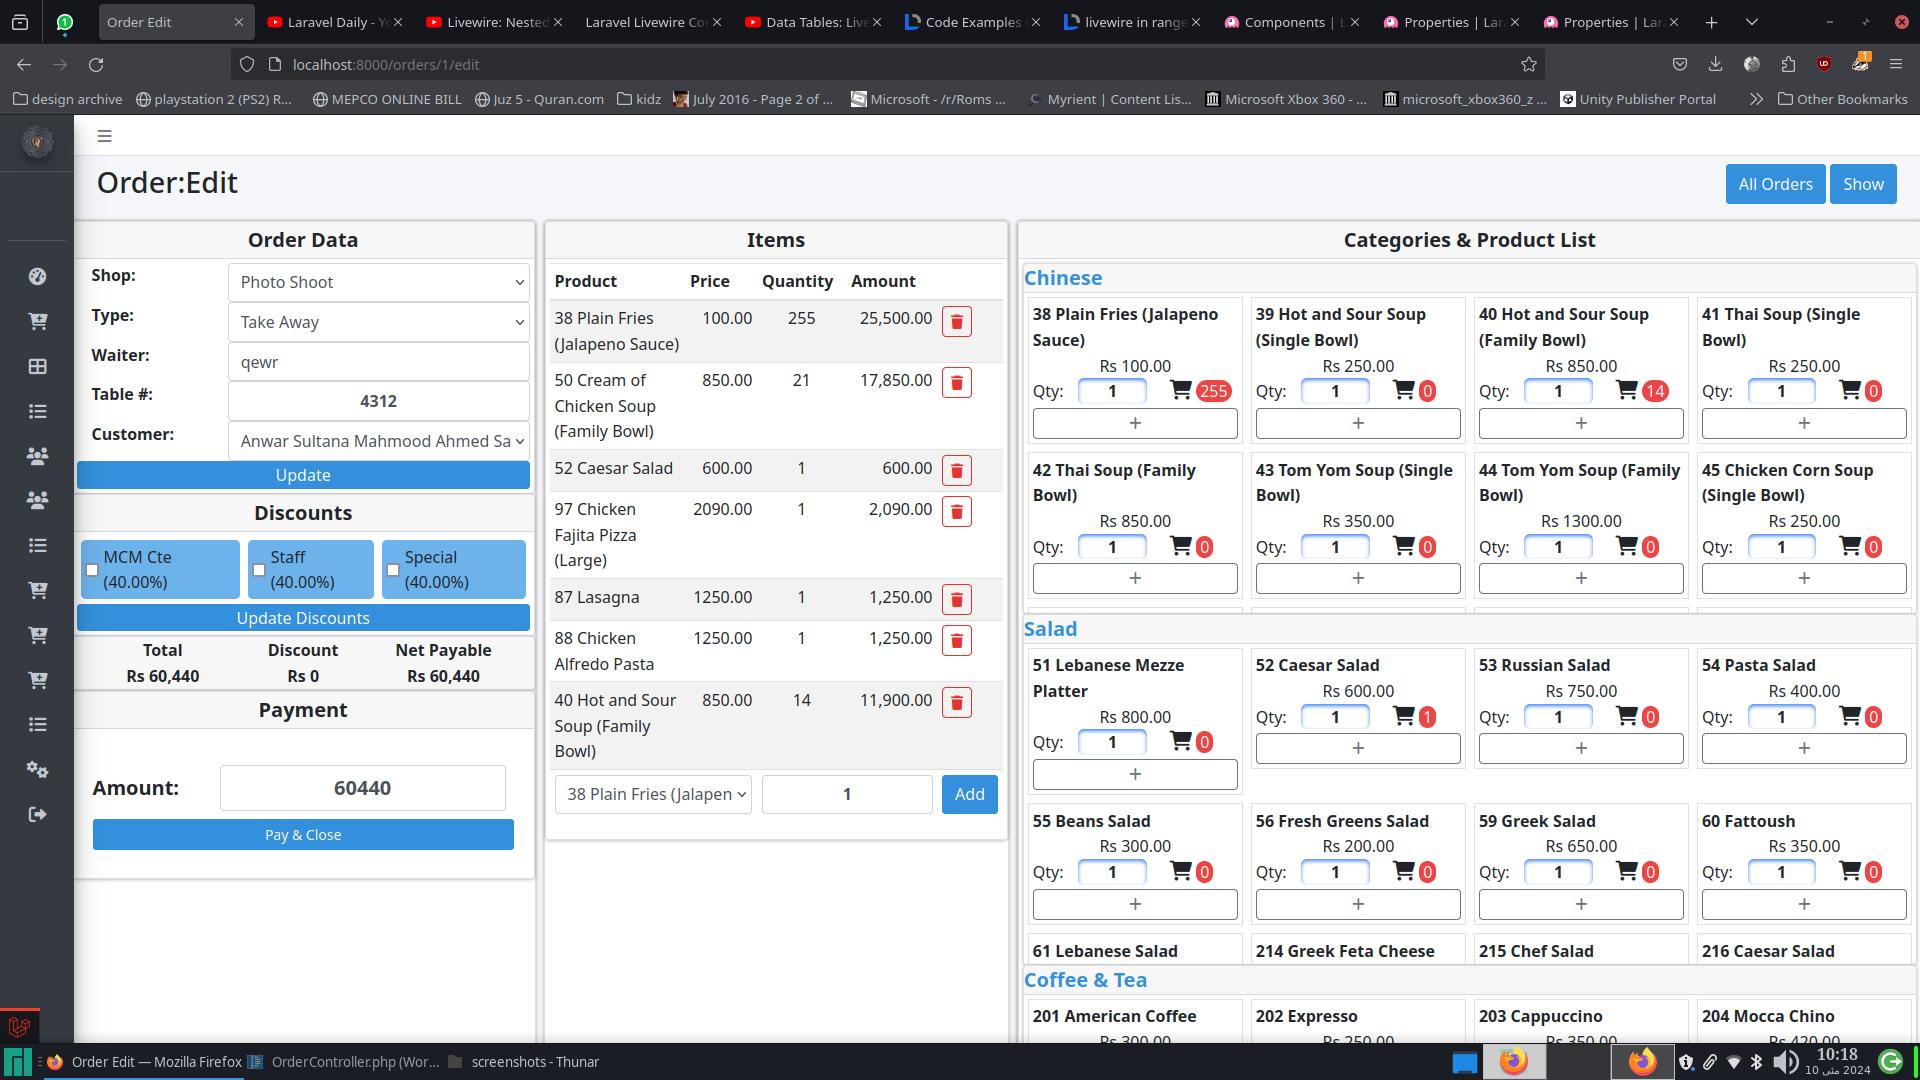 Order Edit
Laravel Daily - Yo
Livewire: Nested
Laravel Livewire Cor
Data Tables: Live
Code Examples
livewire in range
Components | L
Properties | Lar
Properties | Lar
localhost:8000/orders/1/edit
1
design archive
playstation 2 (PS2) R...
MEPCO ONLINE BILL
Juz 5 - Quran.com
kidz
July 2016 - Page 2 of ...
Microsoft - /r/Roms ...
Myrient | Content Lis...
Microsoft Xbox 360 - ...
microsoft_xbox360_z ...
Unity Publisher Portal
Other Bookmarks
Order:Edit
All Orders
Show
Order Data
Shop: Photo Shoot
Type: Take Away
Waiter: qewr
Table #: 4312
Customer: Anwar Sultana Mahmood Ahmed Sa
Update
Discounts
MCM Cte (40.00%)
Staff (40.00%)
Special (40.00%)
Update Discounts
Total Discount Net Payable
Rs 60,440 Rs 0 Rs 60,440
Payment
Amount: 60440
Pay & Close
Items
Product Price Quantity Amount
38 Plain Fries 100.00 255 25,500.00
(Jalapeno Sauce)
50 Cream of 850.00 21 17,850.00
Chicken Soup
(Family Bowl)
52 Caesar Salad 600.00 1 600.00
97 Chicken 2090.00 1 2,090.00
Fajita Pizza
(Large)
87 Lasagna 1250.00 1 1,250.00
88 Chicken 1250.00 1 1,250.00
Alfredo Pasta
40 Hot and Sour 850.00 14 11,900.00
Soup (Family
Bowl)
38 Plain Fries (Jalapen 1 Add
Categories & Product List
Chinese
38 Plain Fries (Jalapeno
Sauce)
Rs 100.00
Qty: 1 255
+
39 Hot and Sour Soup
(Single Bowl)
Rs 250.00
Qty: 1 0
+
40 Hot and Sour Soup
(Family Bowl)
Rs 850.00
Qty: 1 14
+
41 Thai Soup (Single
Bowl)
Rs 250.00
Qty: 1 0
+
42 Thai Soup (Family
Bowl)
Rs 850.00
Qty: 1 0
+
43 Tom Yom Soup (Single
Bowl)
Rs 350.00
Qty: 1 0
+
44 Tom Yom Soup (Family
Bowl)
Rs 1300.00
Qty: 1 0
+
45 Chicken Corn Soup
(Single Bowl)
Rs 250.00
Qty: 1 0
+
Salad
51 Lebanese Mezze
Platter
Rs 800.00
Qty: 1 0
+
52 Caesar Salad
Rs 600.00
Qty: 1 1
+
53 Russian Salad
Rs 750.00
Qty: 1 0
+
54 Pasta Salad
Rs 400.00
Qty: 1 0
+
55 Beans Salad
Rs 300.00
Qty: 1 0
+
56 Fresh Greens Salad
Rs 200.00
Qty: 1 0
+
59 Greek Salad
Rs 650.00
Qty: 1 0
+
60 Fattoush
Rs 350.00
Qty: 1 0
+
61 Lebanese Salad
214 Greek Feta Cheese
215 Chef Salad
216 Caesar Salad
Coffee & Tea
201 American Coffee
Rs 300.00
202 Expresso
Rs 250.00
203 Cappuccino
Rs 350.00
204 Mocca Chino
Rs 420.00
Order Edit — Mozilla Firefox
OrderController.php (Wor...
screenshots - Thunar
10:18
10 مئی 2024